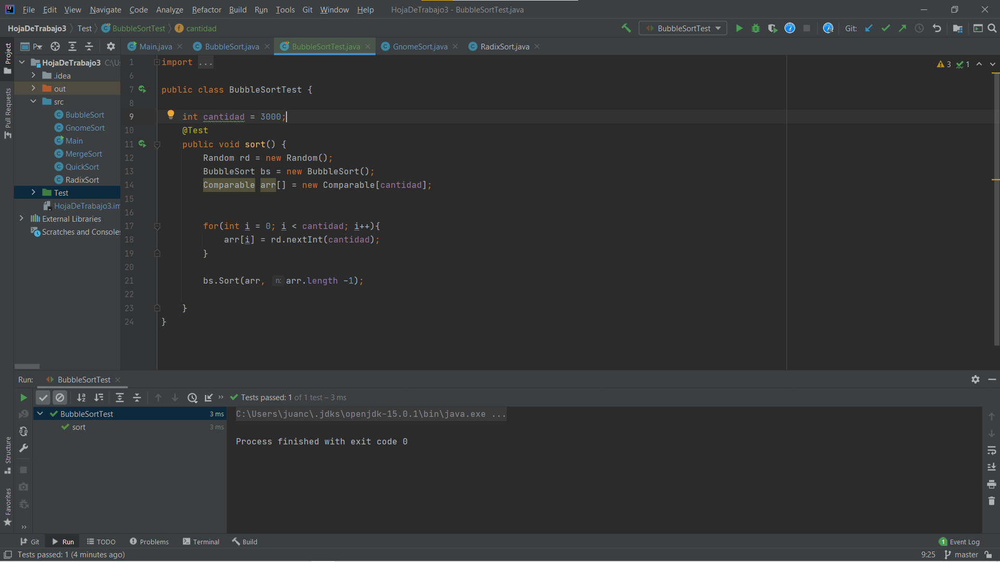 File Edit View Navigate Code Analyze Refactor Build Run Tools Git Window Help HojaDeTrabajo3 - BubbleSortTest.java
HojaDeTrabajo3 Test BubbleSortTest cantidad BubbleSortTest Git:
P... Main.java BubbleSort.java BubbleSortTest.java GnomeSort.java RadixSort.java
Project
Pull Requests
Structure
Favorites
HojaDeTrabajo3 C:\Us
.idea
out
src
BubbleSort
GnomeSort
Main
MergeSort
QuickSort
RadixSort
Test
HojaDeTrabajo3.im
External Libraries
Scratches and Consoles
3 1
1 import ...
6
7 public class BubbleSortTest {
8
9 int cantidad = 3000;
10 @Test
11 public void sort() {
12 Random rd = new Random();
13 BubbleSort bs = new BubbleSort();
14 Comparable arr[] = new Comparable[cantidad];
15
16
17 for(int i = 0; i < cantidad; i++){
18 arr[i] = rd.nextInt(cantidad);
19 }
20
21 bs.Sort(arr, n: arr.length -1);
22
23 }
24 }
Run: BubbleSortTest
Tests passed: 1 of 1 test – 3 ms
BubbleSortTest 3 ms
sort 3 ms
C:\Users\juanc\.jdks\openjdk-15.0.1\bin\java.exe ...
Process finished with exit code 0
Git Run TODO Problems Terminal Build 1 Event Log
Tests passed: 1 (4 minutes ago) 9:25 master